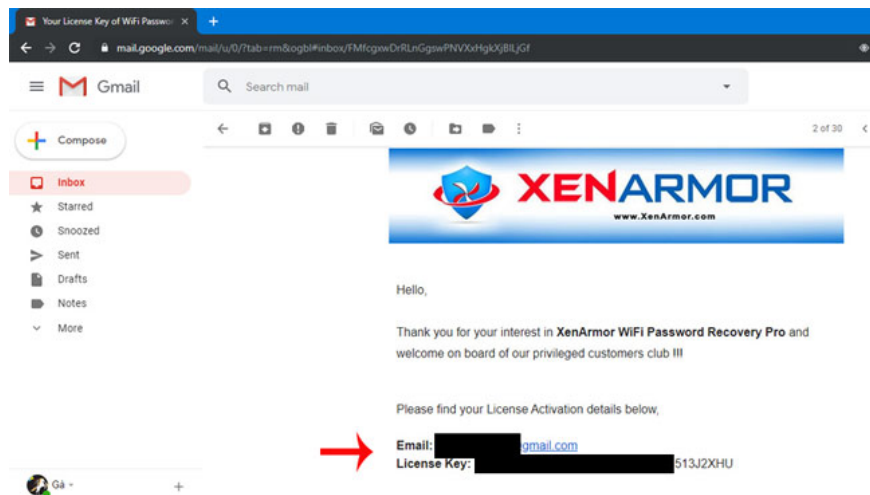 Your License Key of WiFi Passwor
mail.google.com/mail/u/0/?tab=rm&ogbl#inbox/FMfcgxwDrRLnGgswPNVXxHgkXjBlLjGf
Gmail
Search mail
Compose
2 of 30
Inbox
Starred
Snoozed
Sent
Drafts
Notes
More
XENARMOR
www.XenArmor.com
Hello,
Thank you for your interest in XenArmor WiFi Password Recovery Pro and
welcome on board of our privileged customers club !!!
Please find your License Activation details below,
Email: @gmail.com
License Key: 513J2XHU
Gà